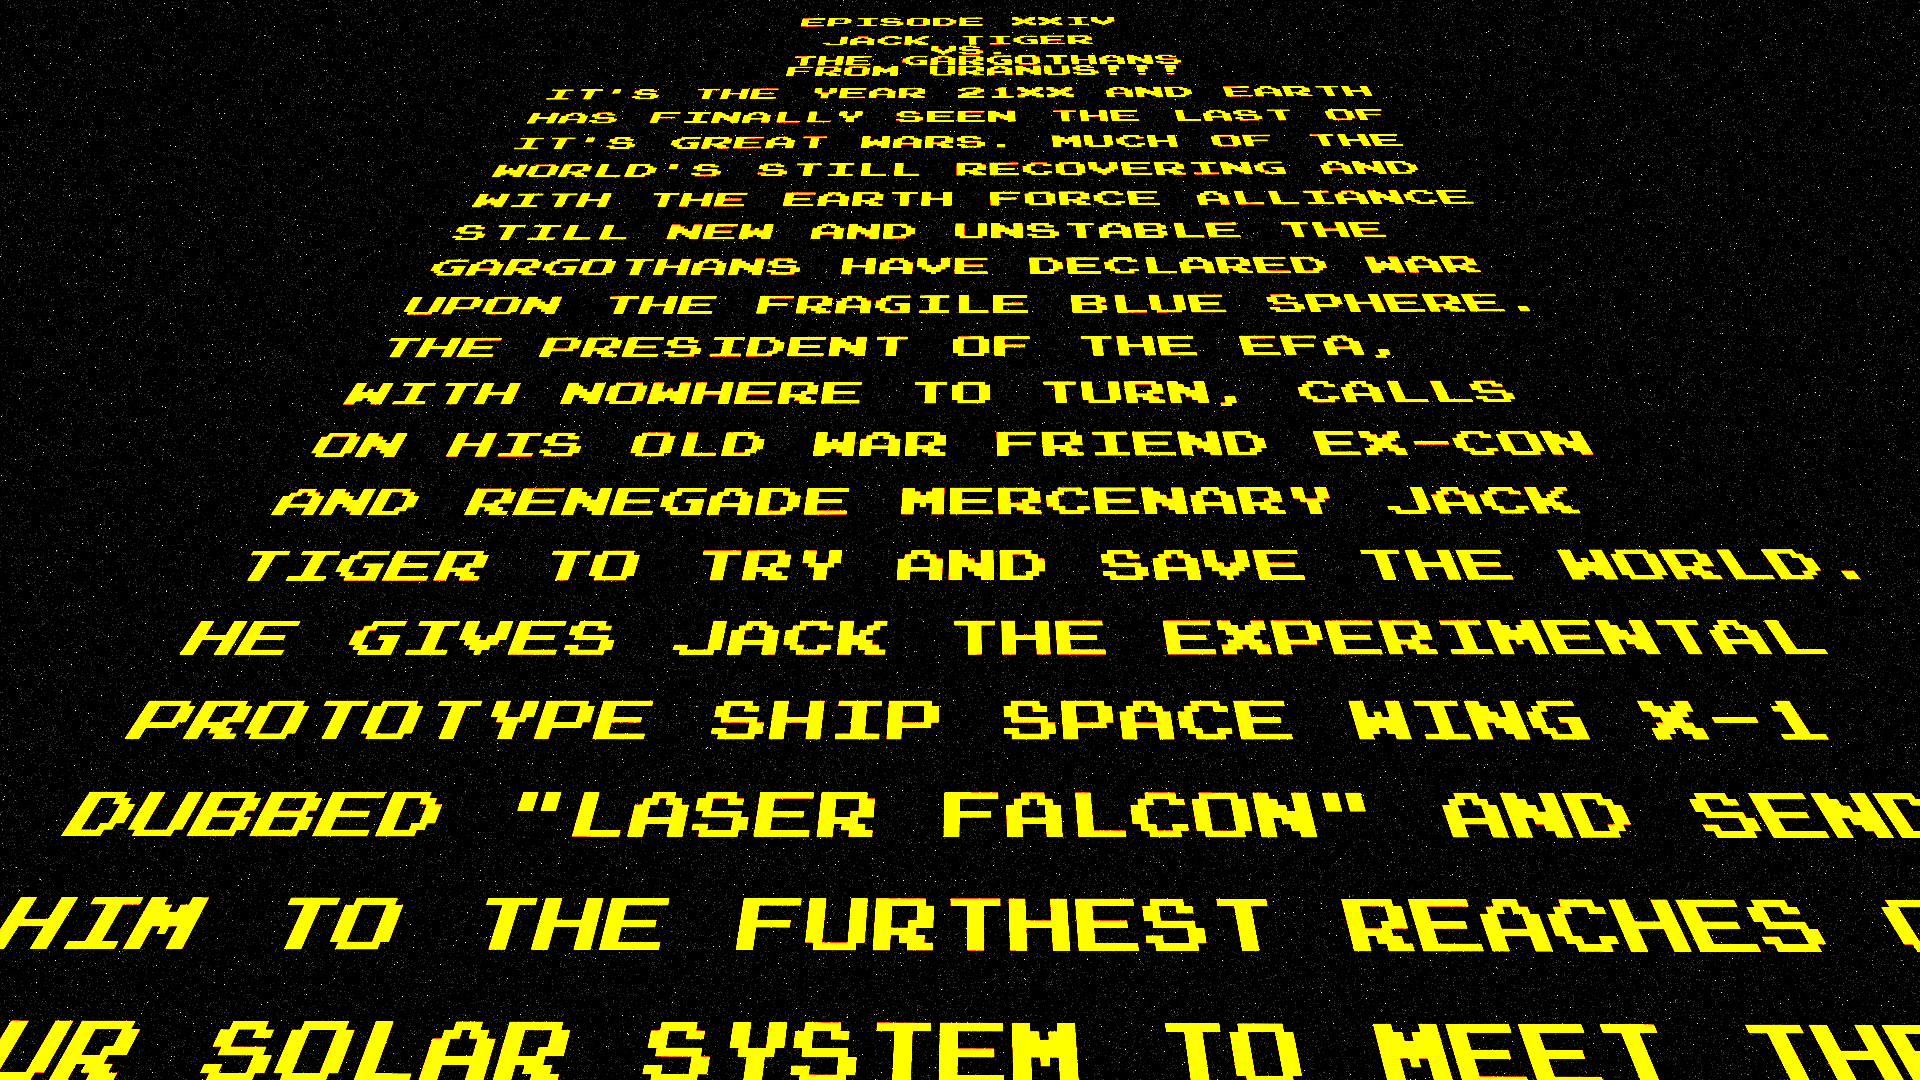 EPISODE XXIV
JACK TIGER
VS.
THE GARGOTHANS
FROM URANUS!!!
IT'S THE YEAR 21XX AND EARTH
HAS FINALLY SEEN THE LAST OF
IT'S GREAT WARS. MUCH OF THE
WORLD'S STILL RECOVERING AND
WITH THE EARTH FORCE ALLIANCE
STILL NEW AND UNSTABLE THE
GARGOTHANS HAVE DECLARED WAR
UPON THE FRAGILE BLUE SPHERE.
THE PRESIDENT OF THE EFA,
WITH NOWHERE TO TURN, CALLS
ON HIS OLD WAR FRIEND EX-CON
AND RENEGADE MERCENARY JACK
TIGER TO TRY AND SAVE THE WORLD.
HE GIVES JACK THE EXPERIMENTAL
PROTOTYPE SHIP SPACE WING X-1
DUBBED "LASER FALCON" AND SEND
HIM TO THE FURTHEST REACHES
UR SOLAR SYSTEM TO MEET THE